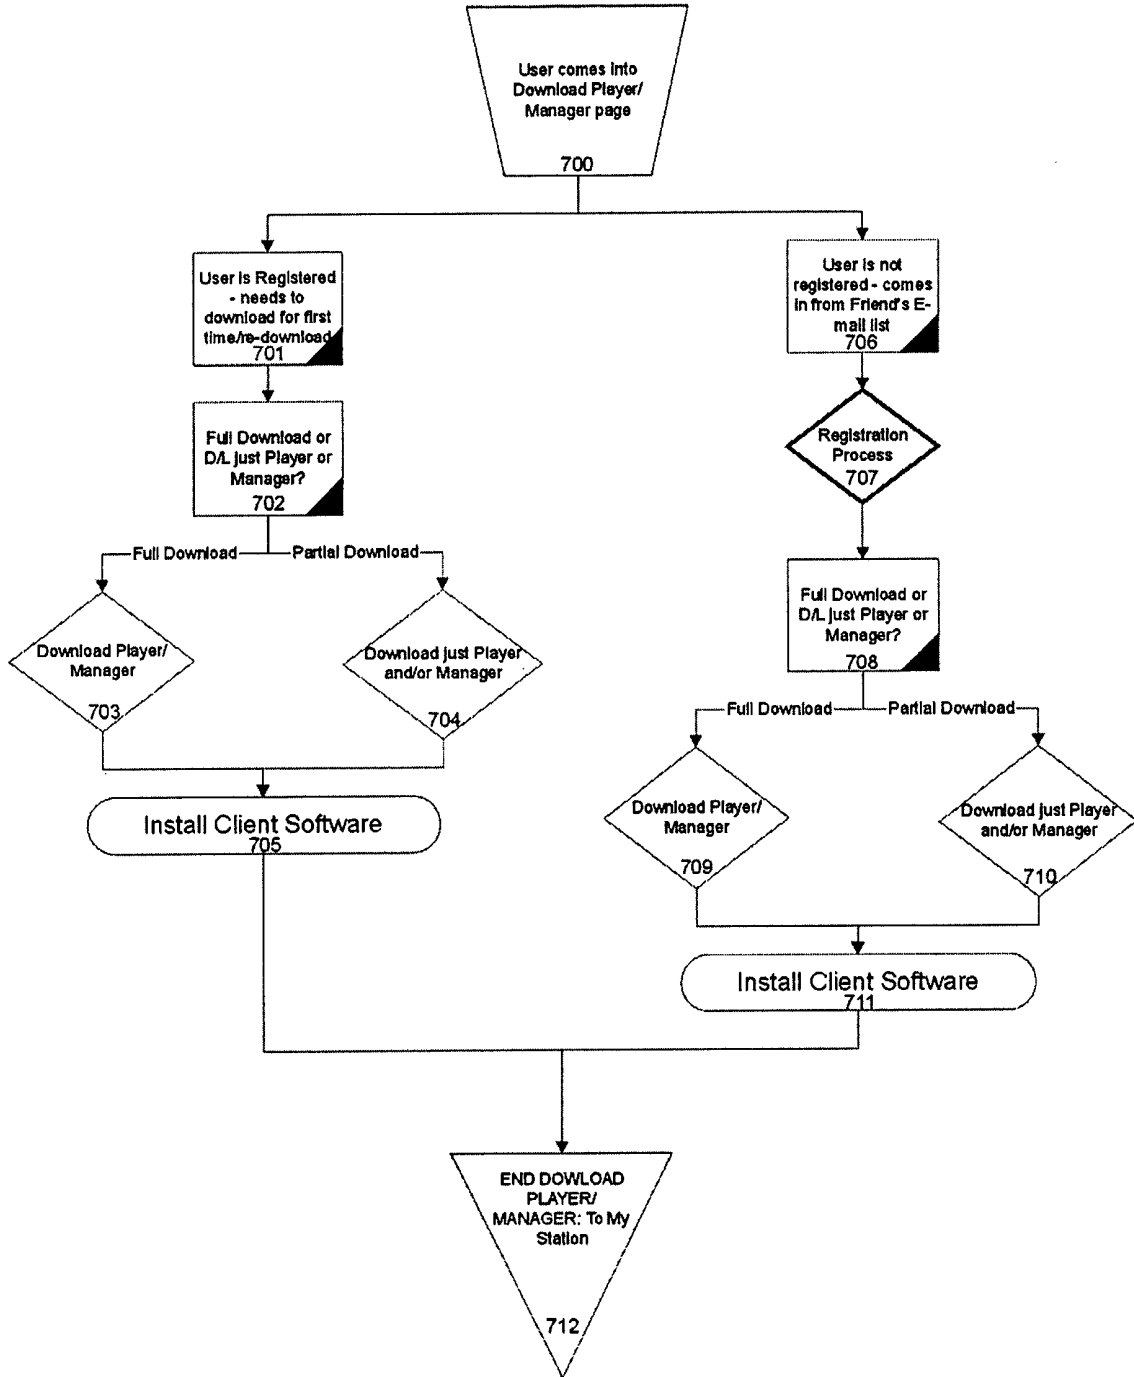 User comes into
Download Player/
Manager page
700
User is Registered
- needs to
download for first
time/re-download
701
User is not
registered - comes
in from Friend's E-
mail list
706
Full Download or
D/L just Player or
Manager?
702
Registration
Process
707
Full Download
Partial Download
Download Player/
Manager
703
Download just Player
and/or Manager
704
Full Download or
D/L just Player or
Manager?
708
Full Download
Partial Download
Install Client Software
705
Download Player/
Manager
709
Download just Player
and/or Manager
710
Install Client Software
711
END DOWLOAD
PLAYER/
MANAGER: To My
Station
712